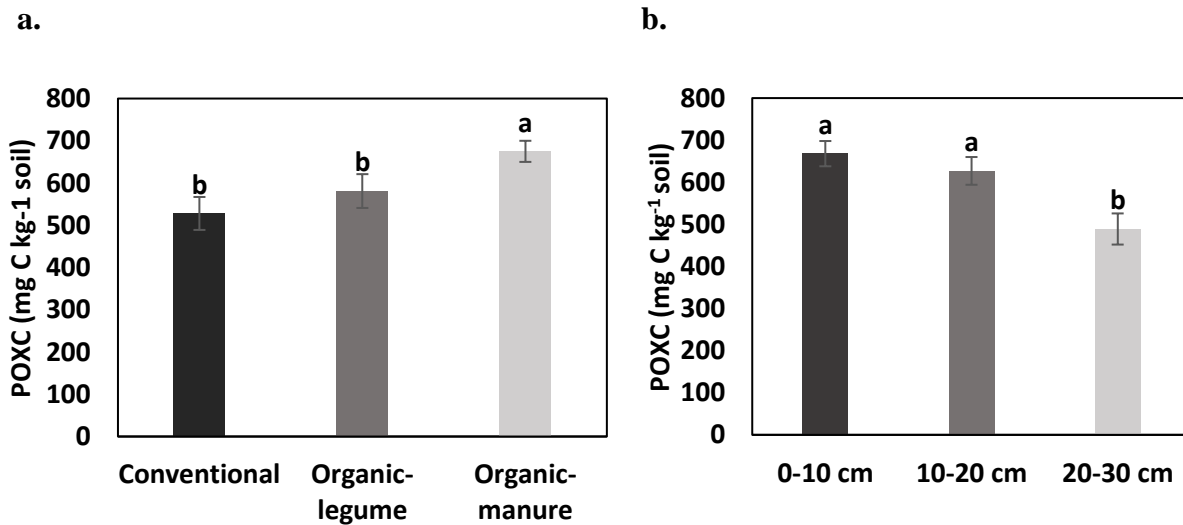 a.
POXC (mg C kg-1 soil)
800
700
600
500
400
300
200
100
0
b
b
a
Conventional
Organic-
legume
Organic-
manure
b.
POXC (mg C kg⁻¹ soil)
800
700
600
500
400
300
200
100
0
a
a
b
0-10 cm
10-20 cm
20-30 cm